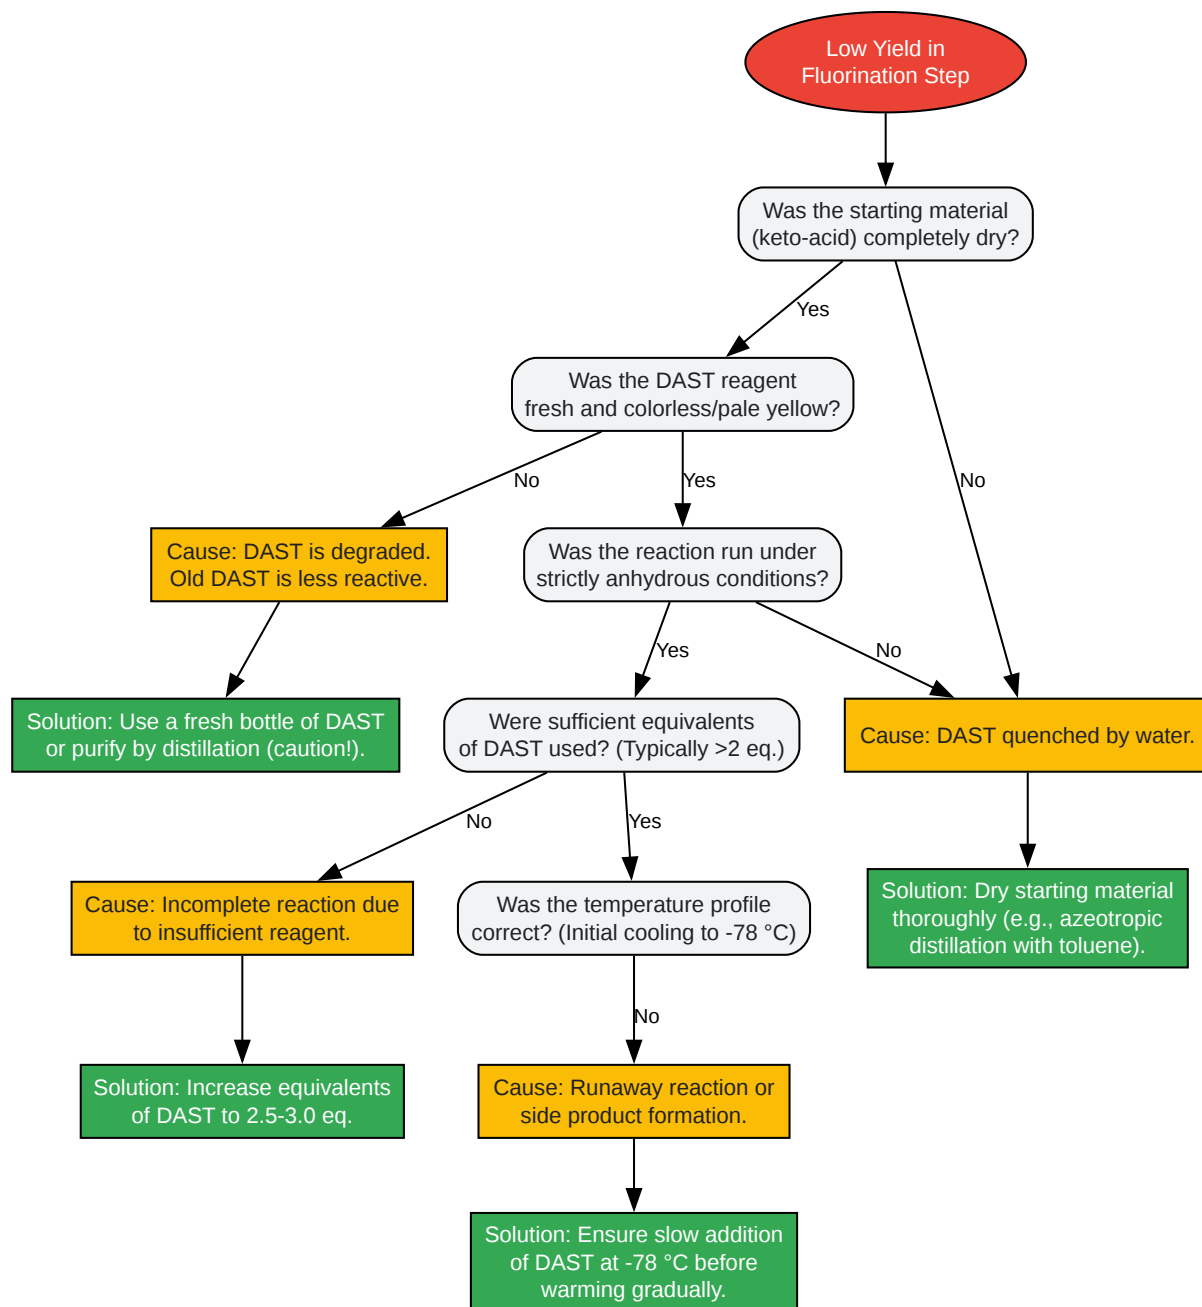 Low Yield in
Fluorination Step
Was the starting material
(keto-acid) completely dry?
Yes
Was the DAST reagent
fresh and colorless/pale yellow?
No
Yes
No
Cause: DAST is degraded.
Old DAST is less reactive.
Was the reaction run under
strictly anhydrous conditions?
Yes
No
Solution: Use a fresh bottle of DAST
or purify by distillation (caution!).
Were sufficient equivalents
of DAST used? (Typically >2 eq.)
Cause: DAST quenched by water.
No
Yes
Cause: Incomplete reaction due
to insufficient reagent.
Was the temperature profile
correct? (Initial cooling to -78 °C)
Solution: Dry starting material
thoroughly (e.g., azeotropic
distillation with toluene).
No
Solution: Increase equivalents
of DAST to 2.5-3.0 eq.
Cause: Runaway reaction or
side product formation.
Solution: Ensure slow addition
of DAST at -78 °C before
warming gradually.